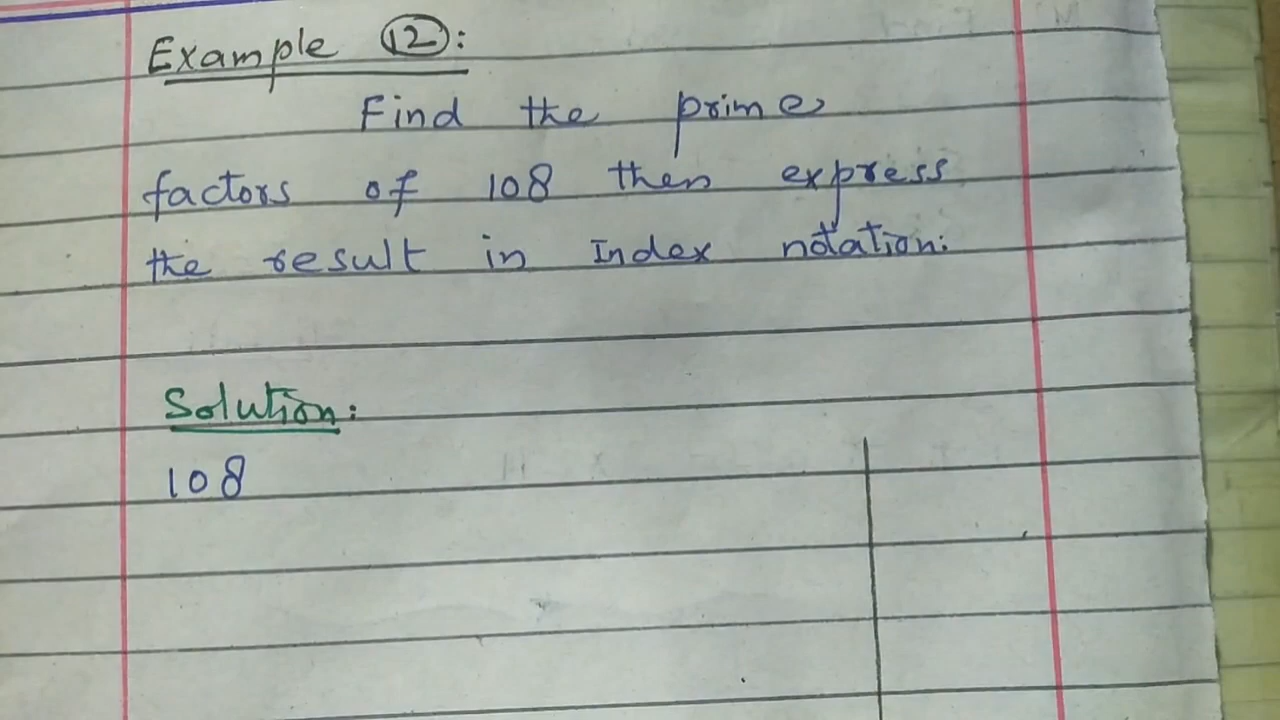 Example 12:
Find the prime
factors of 108 then express
the result in Index notation:
Solution:
108